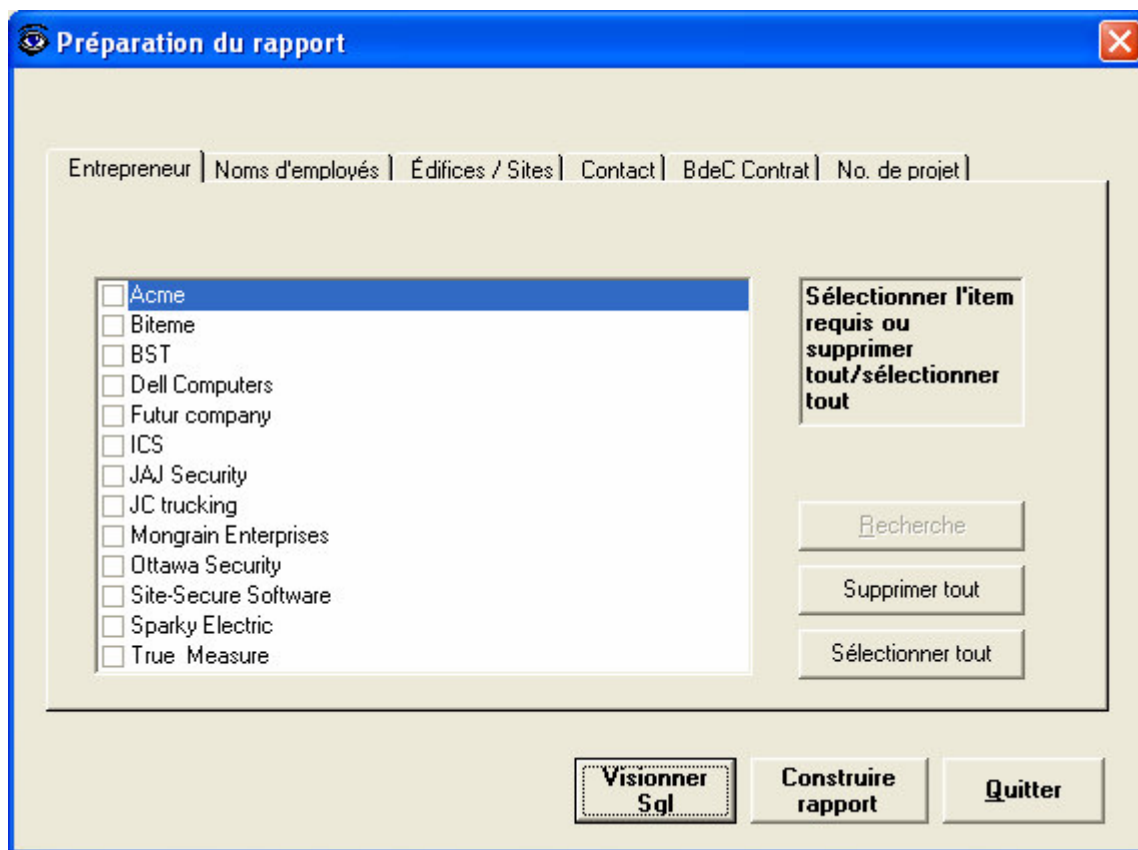 Préparation du rapport
Entrepreneur Noms d'employés Édifices / Sites Contact BdeC Contrat No. de projet
Acme
Biteme
BST
Dell Computers
Futur company
ICS
JAJ Security
JC trucking
Mongrain Enterprises
Ottawa Security
Site-Secure Software
Sparky Electric
True Measure
Sélectionner l'item
requis ou
supprimer
tout/sélectionner
tout
Recherche
Supprimer tout
Sélectionner tout
Visionner
Sgl
Construire
rapport
Quitter